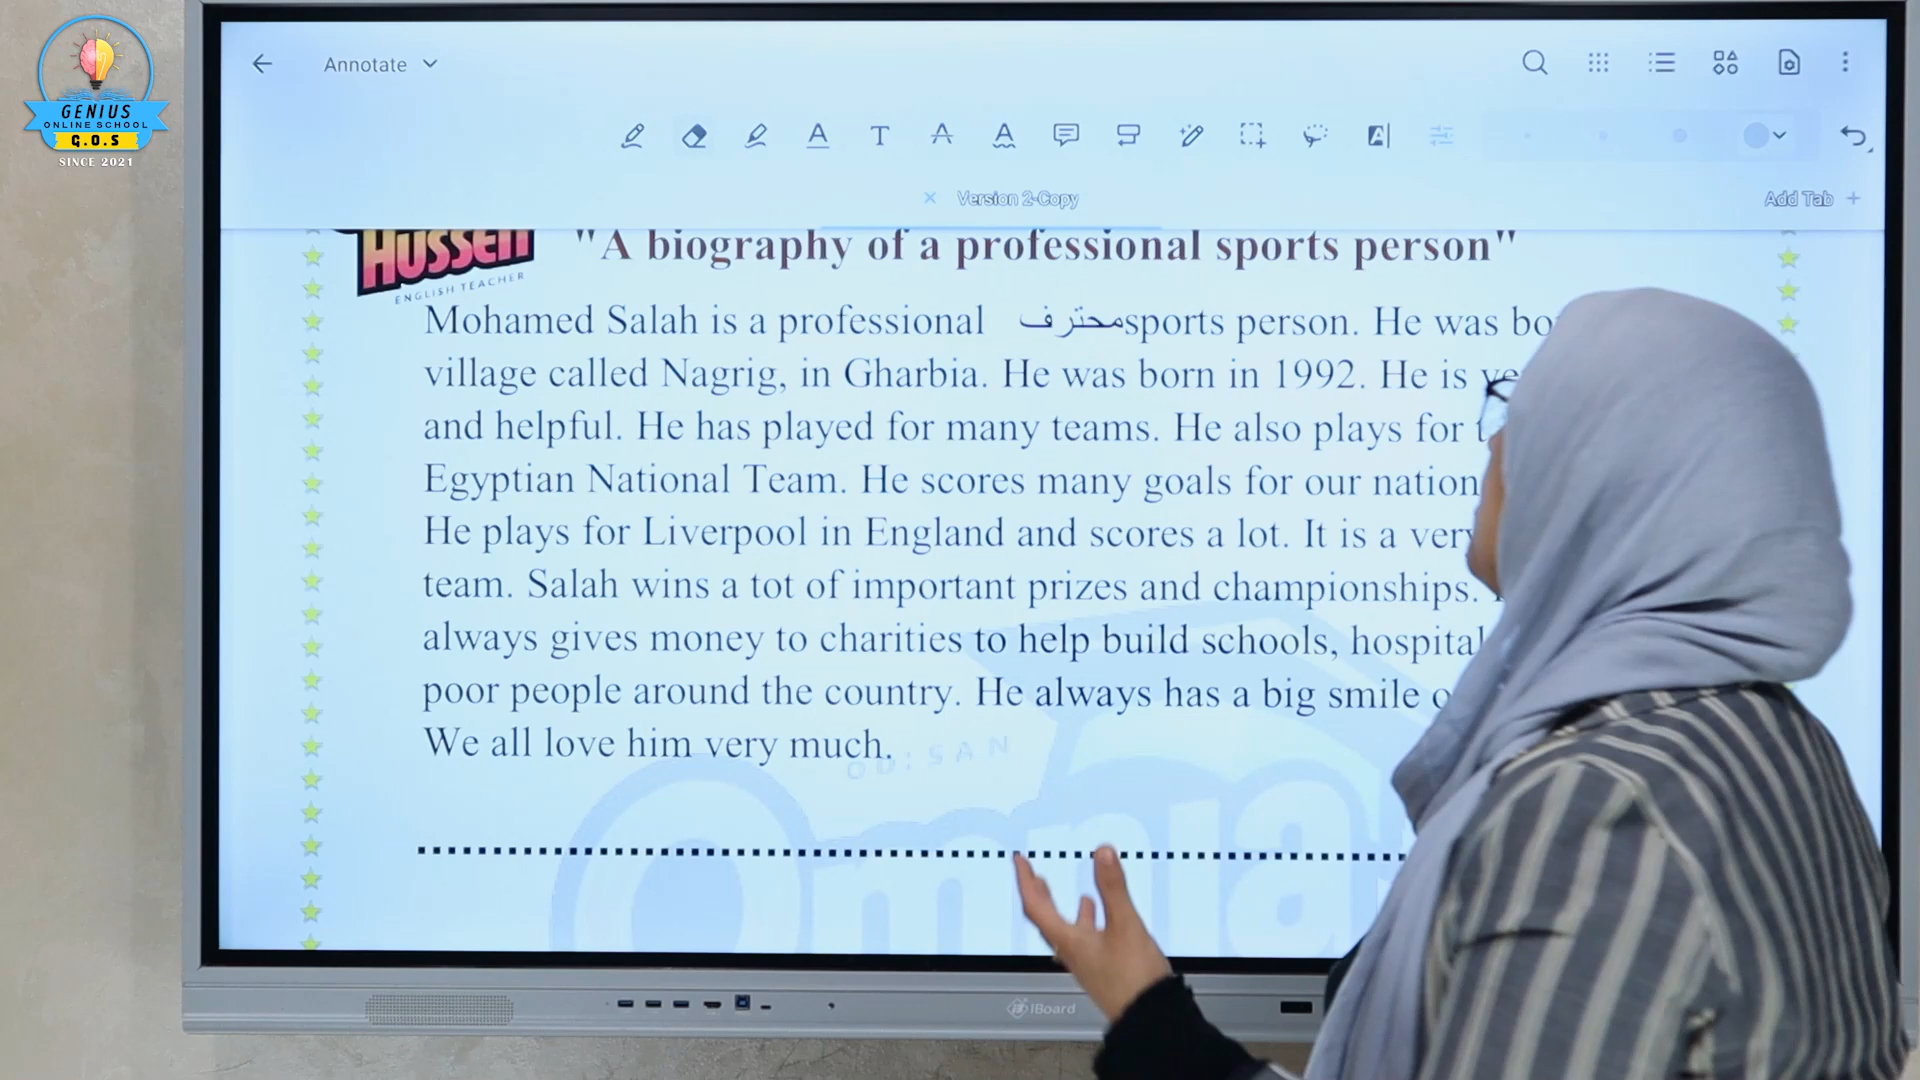 GENIUS
ONLINE SCHOOL
G.O.S
SINCE 2021
Annotate
Version 2-Copy
Add Tab
HUSSEIN
ENGLISH TEACHER
"A biography of a professional sports person"
Mohamed Salah is a professional محترف sports person. He was
village called Nagrig, in Gharbia. He was born in 1992. He is
and helpful. He has played for many teams. He also plays for
Egyptian National Team. He scores many goals for our
He plays for Liverpool in England and scores a lot. It is a very
team. Salah wins a tot of important prizes and championships.
always gives money to charities to help build schools,
poor people around the country. He always has a big smile
We all love him very much.
Omnia
IBoard